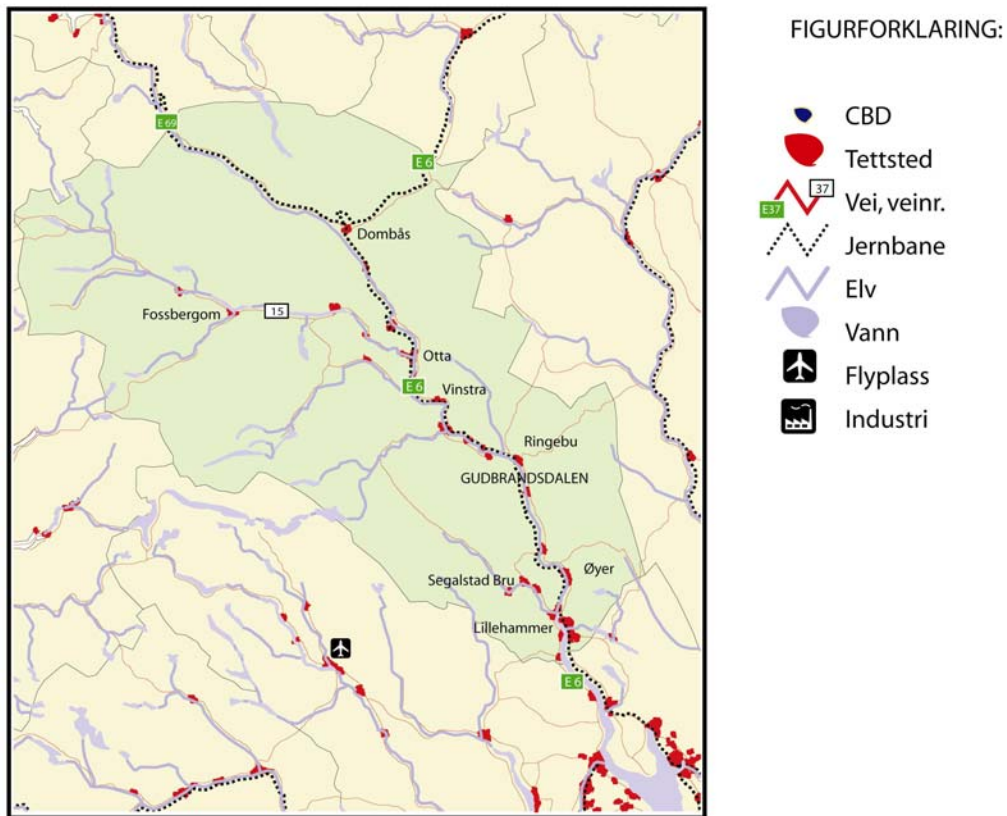 FIGURFORKLARING:
CBD
Tettsted
E37
37
Vei, veinr.
Jernbane
Elv
Vann
Flyplass
Industri
E 69
E 6
Dombås
Fossbergom
15
Otta
E 6
Vinstra
Ringebu
GUDBRANDSDALEN
Øyer
Segalstad Bru
Lillehammer
E 6